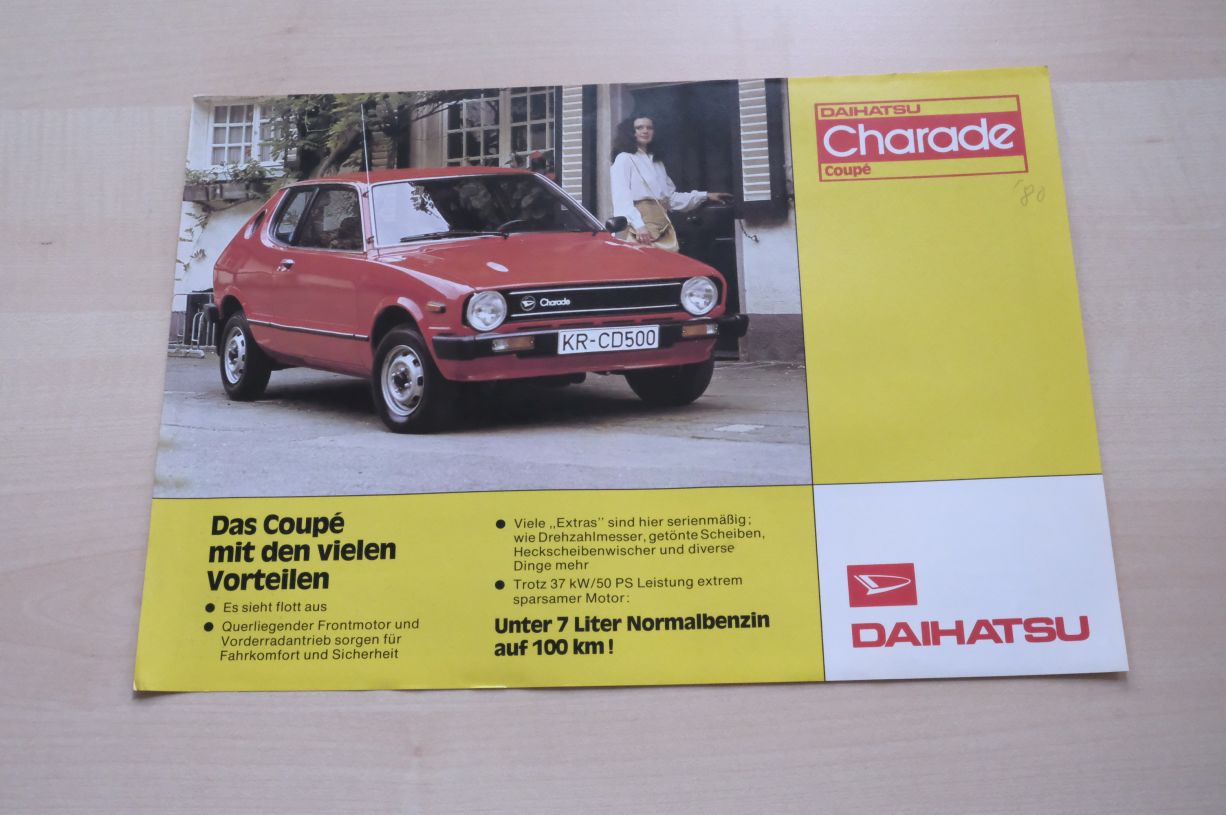 DAIHATSU
Charade
Coupé
'80
Charade
KR-CD500
Das Coupé
mit den vielen
Vorteilen
● Es sieht flott aus
● Querliegender Frontmotor und
Vorderradantrieb sorgen für
Fahrkomfort und Sicherheit
● Viele „Extras" sind hier serienmäßig;
wie Drehzahlmesser, getönte Scheiben,
Heckscheibenwischer und diverse
Dinge mehr
● Trotz 37 kW/50 PS Leistung extrem
sparsamer Motor:
Unter 7 Liter Normalbenzin
auf 100 km!
DAIHATSU